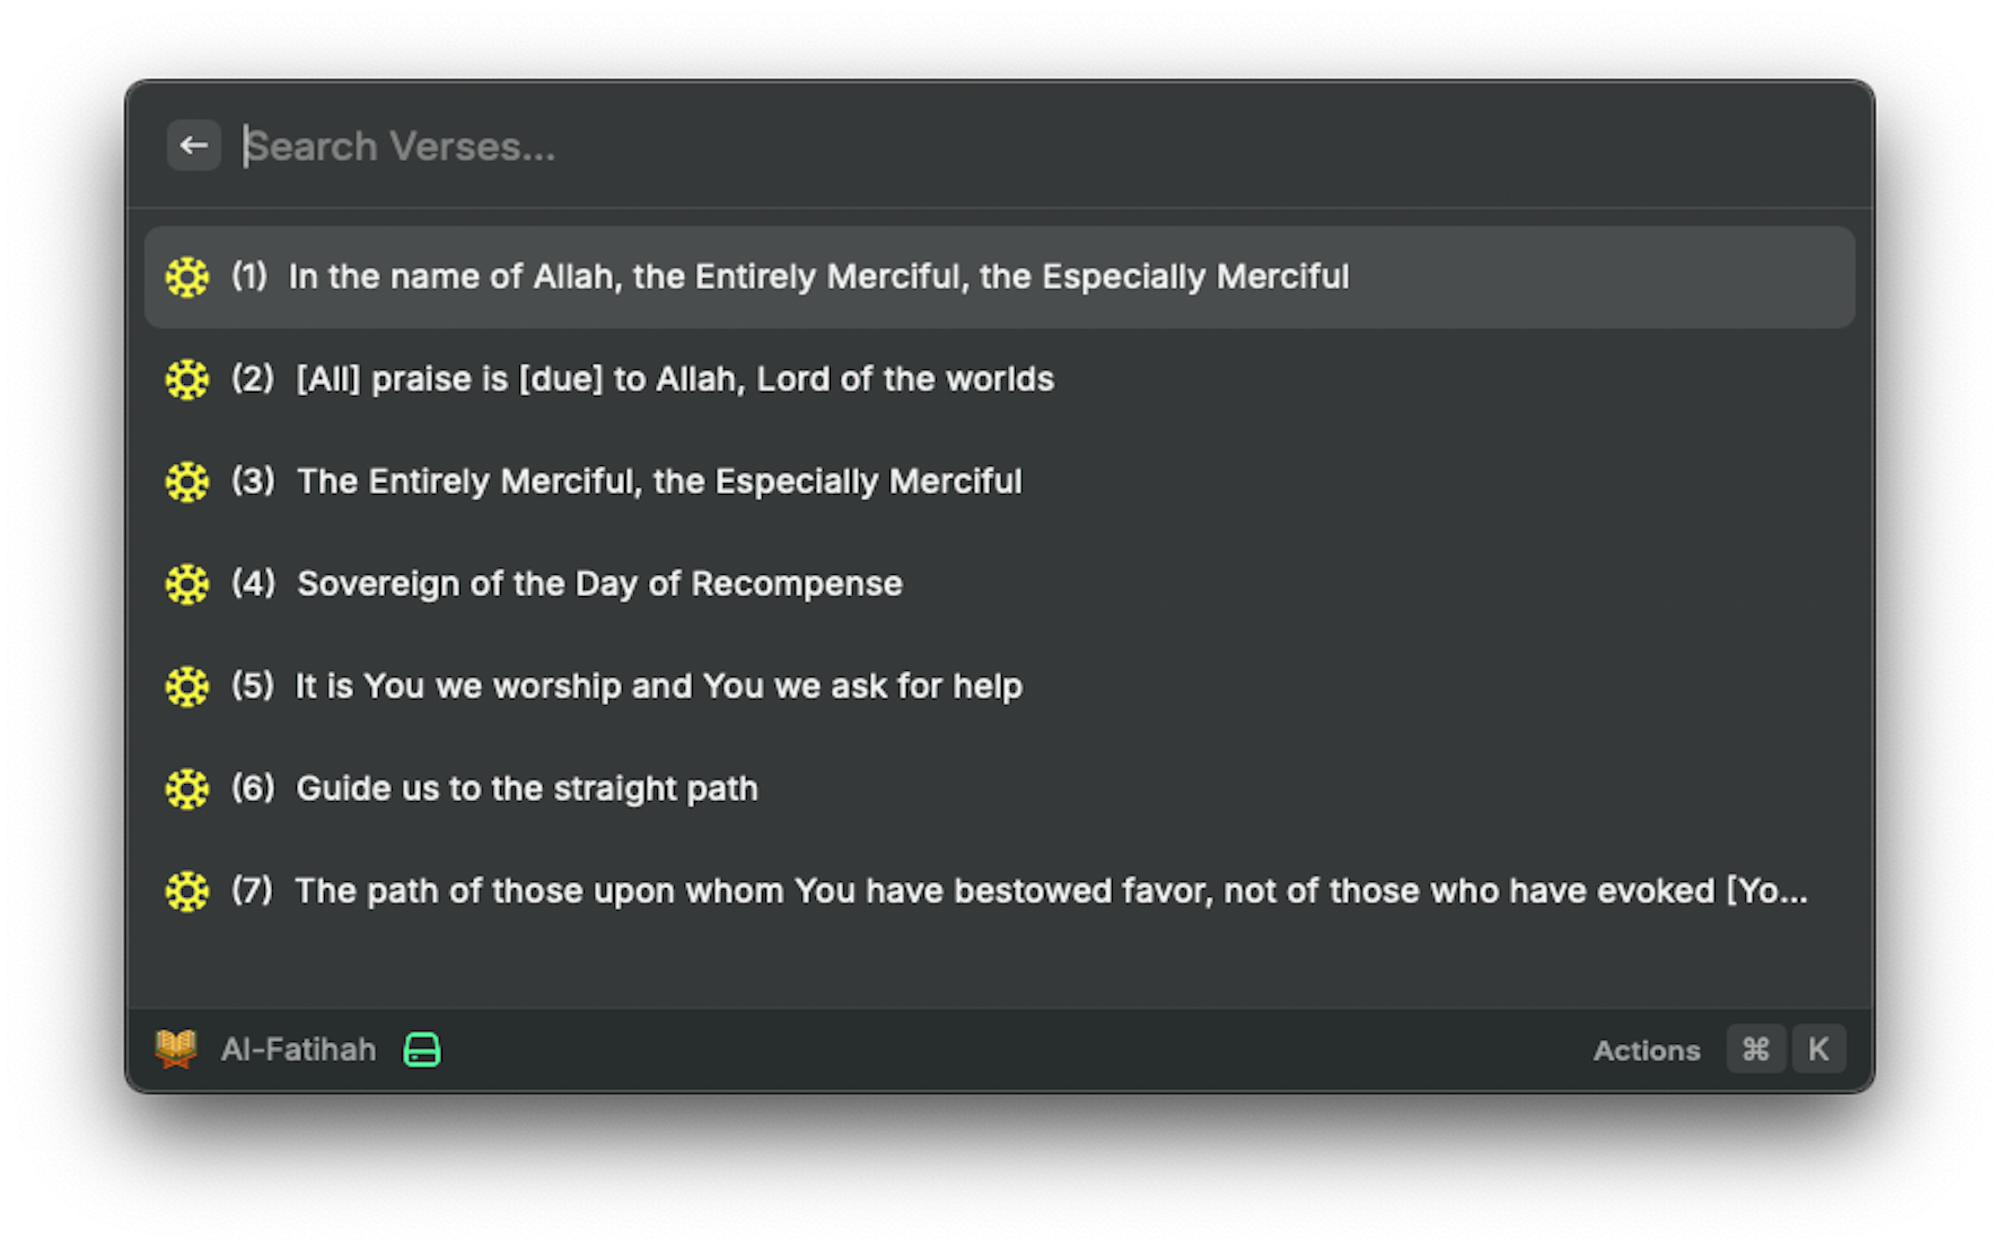 Search Verses...
(1) In the name of Allah, the Entirely Merciful, the Especially Merciful
(2) [All] praise is [due] to Allah, Lord of the worlds
(3) The Entirely Merciful, the Especially Merciful
(4) Sovereign of the Day of Recompense
(5) It is You we worship and You we ask for help
(6) Guide us to the straight path
(7) The path of those upon whom You have bestowed favor, not of those who have evoked [Yo...
Al-Fatihah Actions ⌘ K